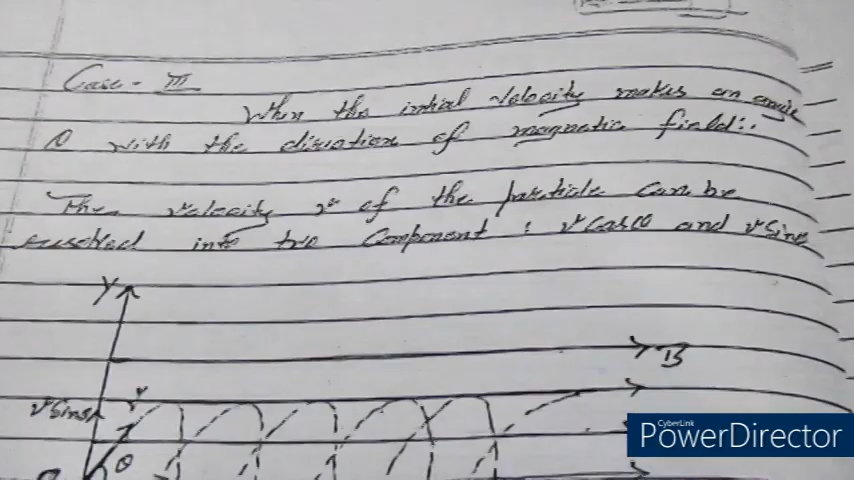 Case - III
When the initial velocity makes an angle
θ with the direction of magnetic field:.
The velocity v of the particle can be
resolved into two component : v Cosθ and v Sinθ
Y
B
v Sinθ
v
θ
CyberLink
PowerDirector